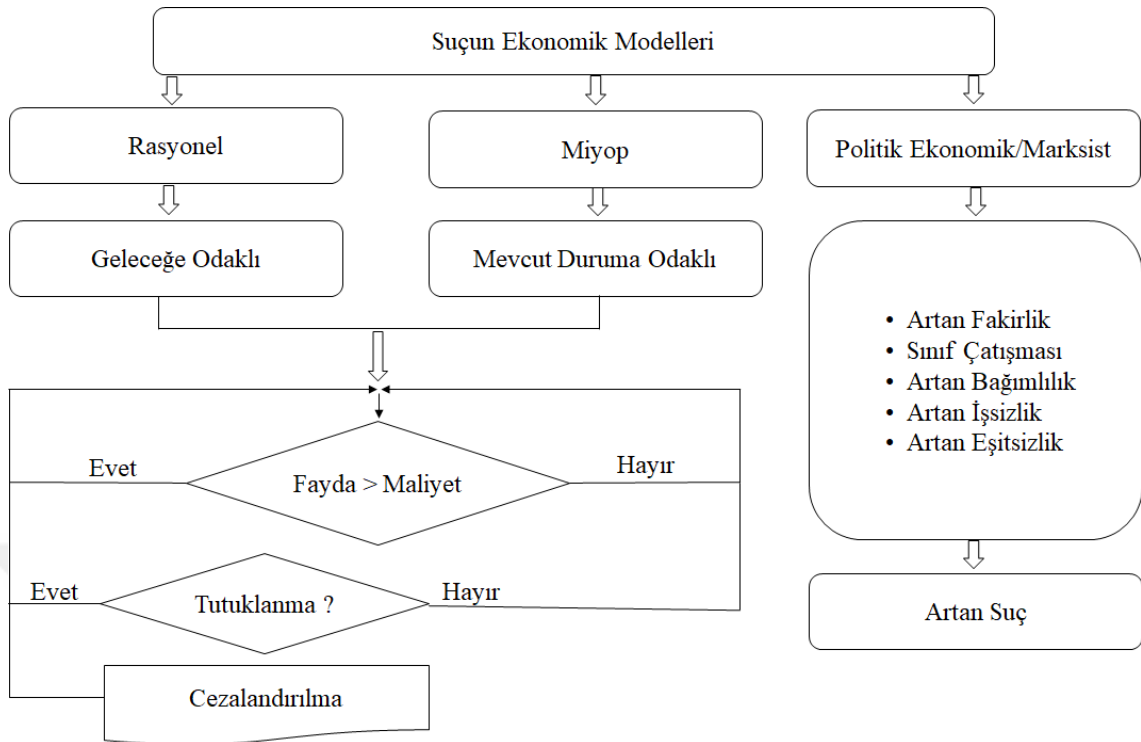 Suçun Ekonomik Modelleri
Rasyonel
Miyop
Politik Ekonomik/Marksist
Geleceğe Odaklı
Mevcut Duruma Odaklı
• Artan Fakirlik
• Sınıf Çatışması
• Artan Bağımlılık
• Artan İşsizlik
• Artan Eşitsizlik
Evet
Fayda > Maliyet
Hayır
Evet
Tutuklanma ?
Hayır
Artan Suç
Cezalandırılma